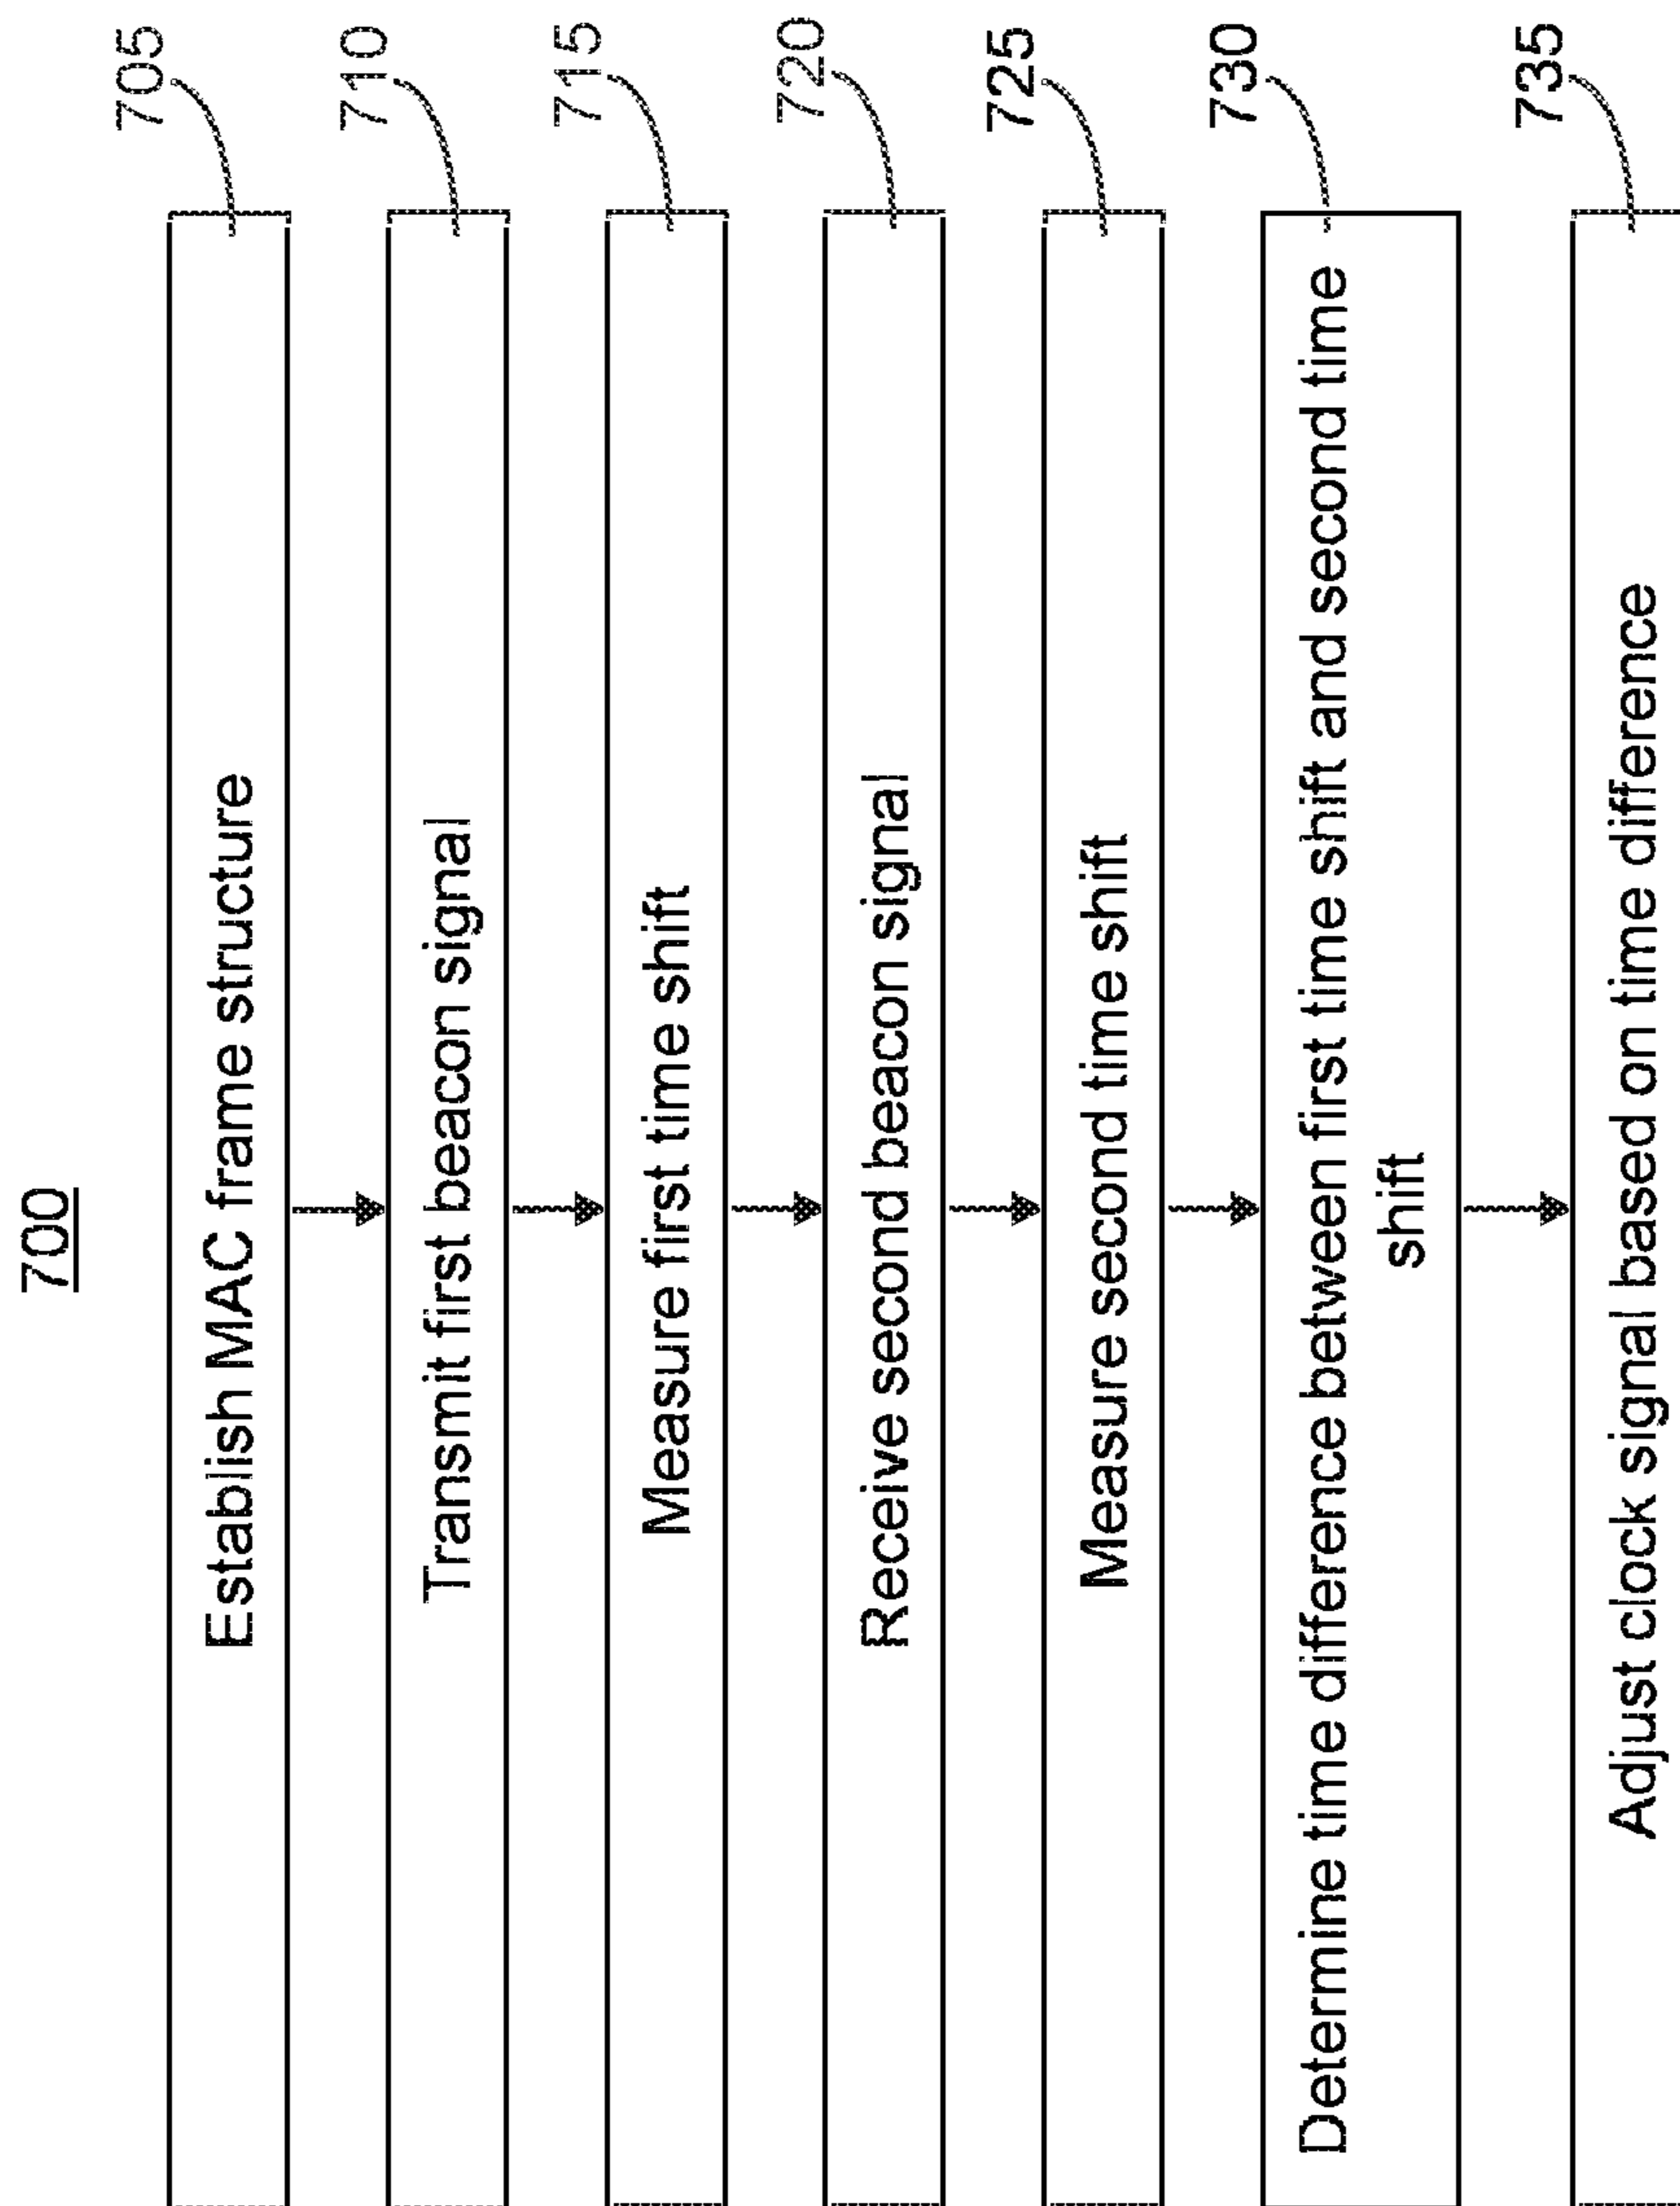 700
Establish MAC frame structure
705
Transmit first beacon signal
710
Measure first time shift
715
Receive second beacon signal
720
Measure second time shift
725
Determine time difference between first time shift and second time
shift
730
Adjust clock signal based on time difference
735